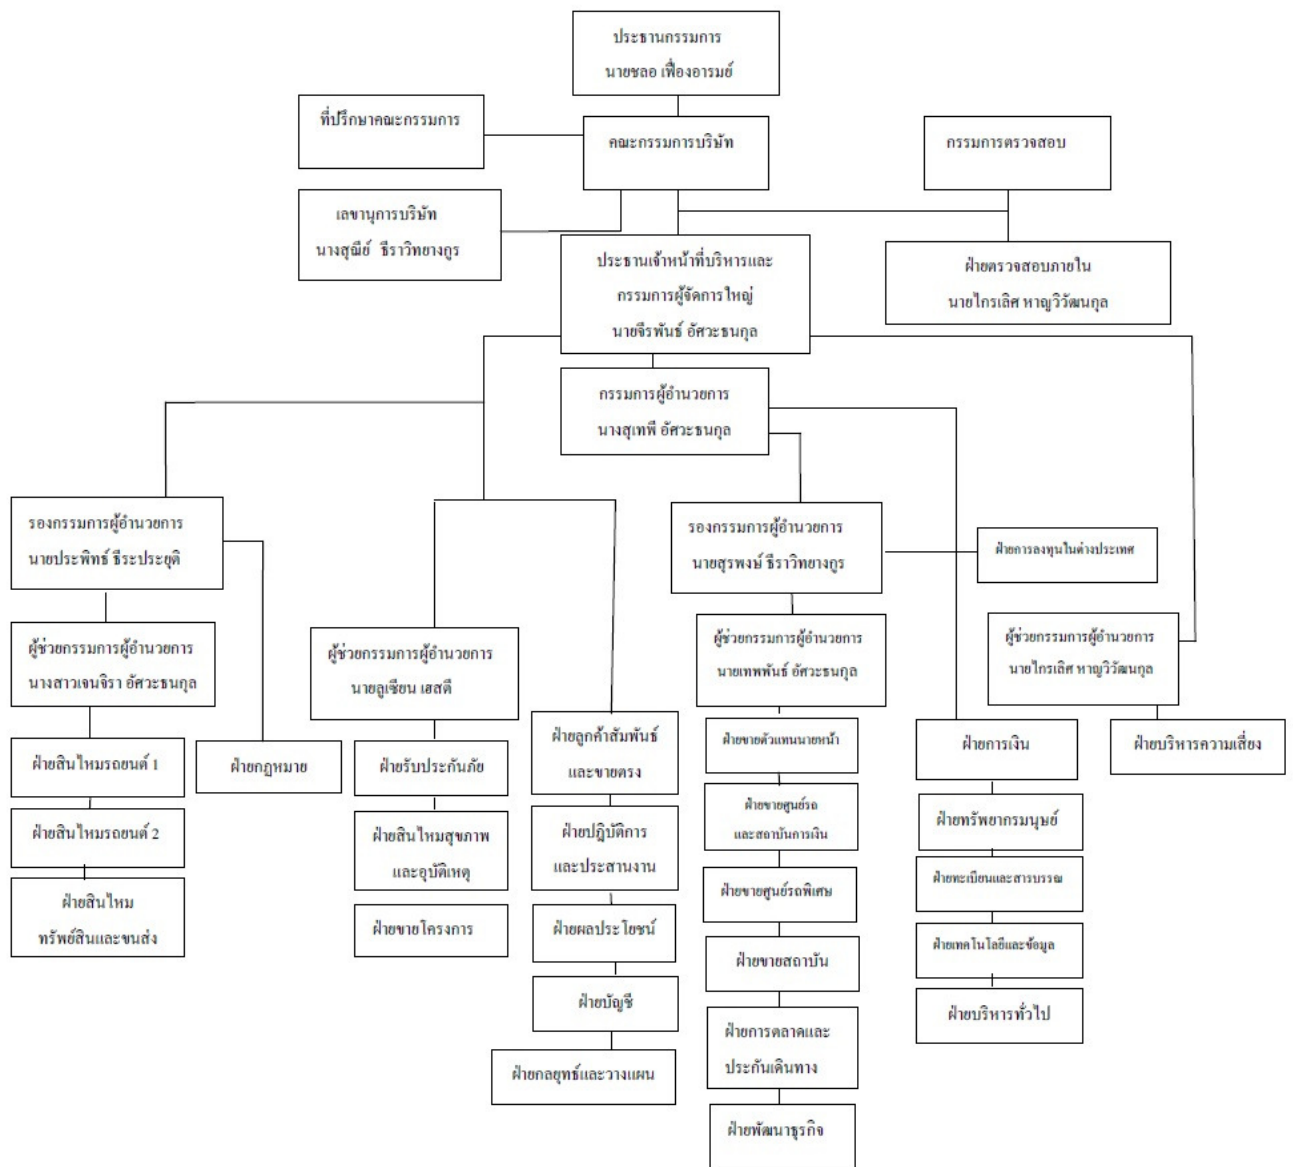 ประธานกรรมการ
นายชลอ เฟื่องอารมย์
ที่ปรึกษาคณะกรรมการ
คณะกรรมการบริษัท
กรรมการตรวจสอบ
เลขานุการบริษัท
นางสุณีย์ ธีราวิทยางกูร
ประธานเจ้าหน้าที่บริหารและ
กรรมการผู้จัดการใหญ่
นายจีรพันธ์ อัศวะธนกุล
ฝ่ายตรวจสอบภายใน
นายไกรเลิศ หาญวิวัฒนกุล
กรรมการผู้อำนวยการ
นางสุเทพี อัศวะธนกุล
รองกรรมการผู้อำนวยการ
นายประพิทธ์ ธีระประยุติ
รองกรรมการผู้อำนวยการ
นายสุรพงษ์ ธีราวิทยางกูร
ฝ่ายการลงทุนในต่างประเทศ
ผู้ช่วยกรรมการผู้อำนวยการ
นางสาวเจนจิรา อัศวะธนกุล
ผู้ช่วยกรรมการผู้อำนวยการ
นายลูเซียน เฮสตี
ผู้ช่วยกรรมการผู้อำนวยการ
นายเทพพันธ์ อัศวะธนกุล
ผู้ช่วยกรรมการผู้อำนวยการ
นายไกรเลิศ หาญวิวัฒนกุล
ฝ่ายสินไหมรถยนต์ 1
ฝ่ายกฎหมาย
ฝ่ายรับประกันภัย
ฝ่ายลูกค้าสัมพันธ์
และขายตรง
ฝ่ายขายตัวแทนนายหน้า
ฝ่ายการเงิน
ฝ่ายบริหารความเสี่ยง
ฝ่ายสินไหมรถยนต์ 2
ฝ่ายสินไหมสุขภาพ
และอุบัติเหตุ
ฝ่ายปฏิบัติการ
และประสานงาน
ฝ่ายขายศูนย์รถ
และสถาบันการเงิน
ฝ่ายทรัพยากรมนุษย์
ฝ่ายสินไหม
ทรัพย์สินและขนส่ง
ฝ่ายขายโครงการ
ฝ่ายผลประโยชน์
ฝ่ายขายศูนย์รถพิเศษ
ฝ่ายทะเบียนและสารบรรณ
ฝ่ายเทคโนโลยีและข้อมูล
ฝ่ายบัญชี
ฝ่ายขายสถาบัน
ฝ่ายบริหารทั่วไป
ฝ่ายกลยุทธ์และวางแผน
ฝ่ายการตลาดและ
ประกันเดินทาง
ฝ่ายพัฒนาธุรกิจ